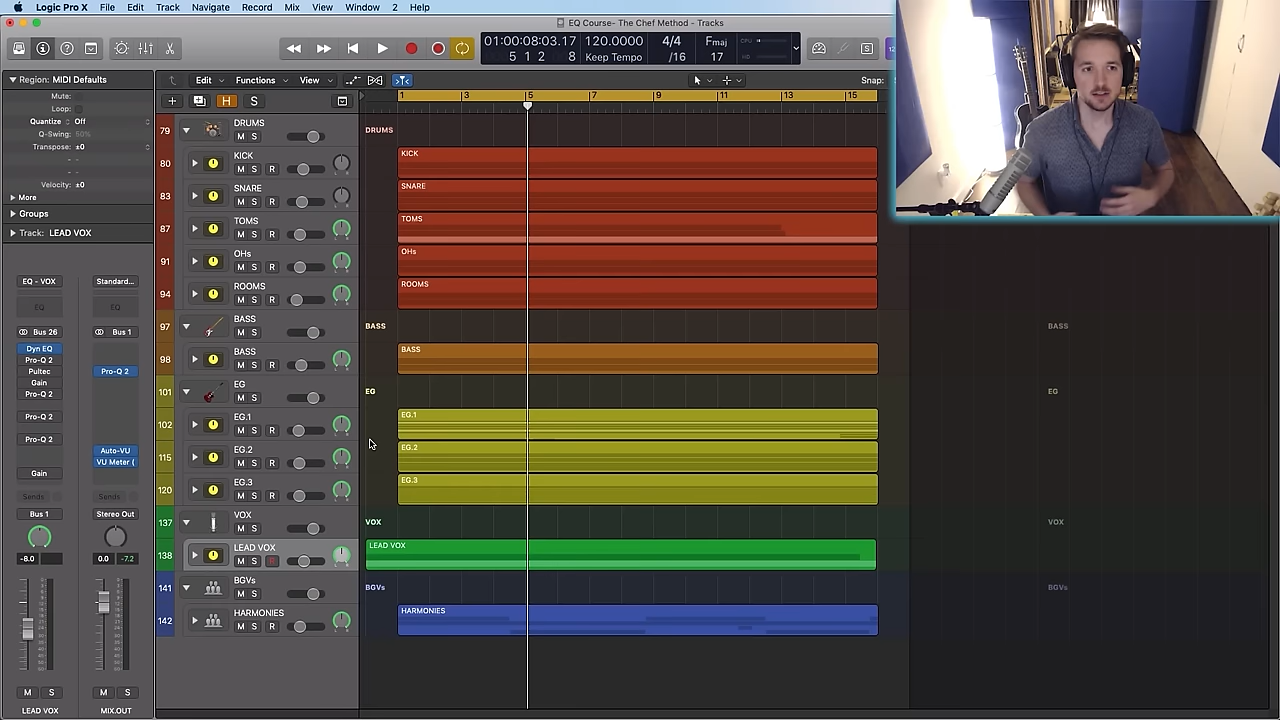 Logic Pro X File Edit Track Navigate Record Mix View Window 2 Help
EQ Course- The Chef Method - Tracks
01:00:08:03.17 120.0000 4/4 Fmaj CPU
5 1 2 8 Keep Tempo /16 17 HD
Region: MIDI Defaults
Edit Functions View Snap:
Mute:
Loop:
Quantize Off
Q-Swing: 50%
Transpose: ±0
Velocity: ±0
More
Groups
Track: LEAD VOX
H S
1 3 5 7 9 11 13 15
79 DRUMS M S DRUMS
80 KICK M S R KICK
83 SNARE M S R SNARE
87 TOMS M S R TOMS
91 OHs M S R OHs
94 ROOMS M S R ROOMS
97 BASS M S BASS BASS
98 BASS M S R BASS
101 EG M S EG EG
102 EG.1 M S R EG.1
115 EG.2 M S R EG.2
120 EG.3 M S R EG.3
137 VOX M S VOX VOX
138 LEAD VOX M S R LEAD VOX
141 BGVs M S BGVs BGVs
142 HARMONIES M S R HARMONIES
EQ - VOX Standard...
EQ EQ
Bus 26 Bus 1
Dyn EQ
Pro-Q 2
Pultec Pro-Q 2
Gain
Pro-Q 2
Pro-Q 2
Pro-Q 2
Auto-VU
VU Meter (
Gain
Sends Sends
Bus 1 Stereo Out
-8.0 0.0 -7.2
M S M S
LEAD VOX MIX.OUT